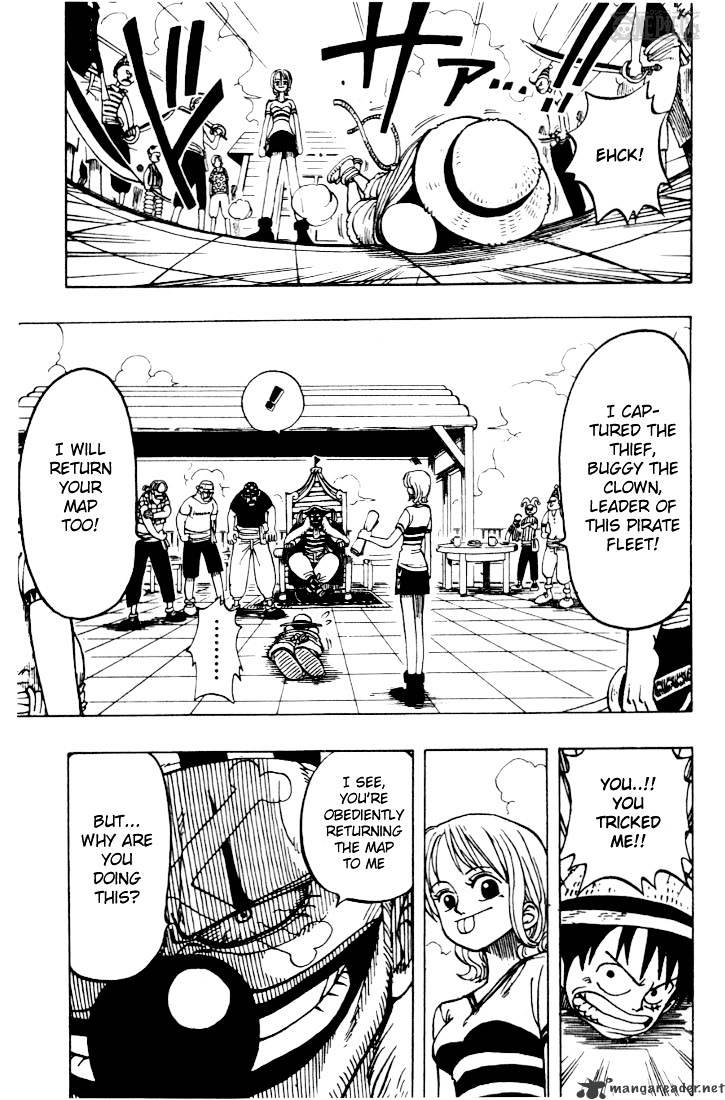 ドサァ…!!
EHCK!
I CAP-
TURED THE
THIEF,
BUGGY THE
CLOWN,
LEADER OF
THIS PIRATE
FLEET!
!
I WILL
RETURN
YOUR
MAP
TOO!
........
YOU..!!
YOU
TRICKED
ME!!
I SEE,
YOU'RE
OBEDIENTLY
RETURNING
THE MAP
TO ME
BUT...
WHY ARE
YOU
DOING
THIS?
mangareader.net